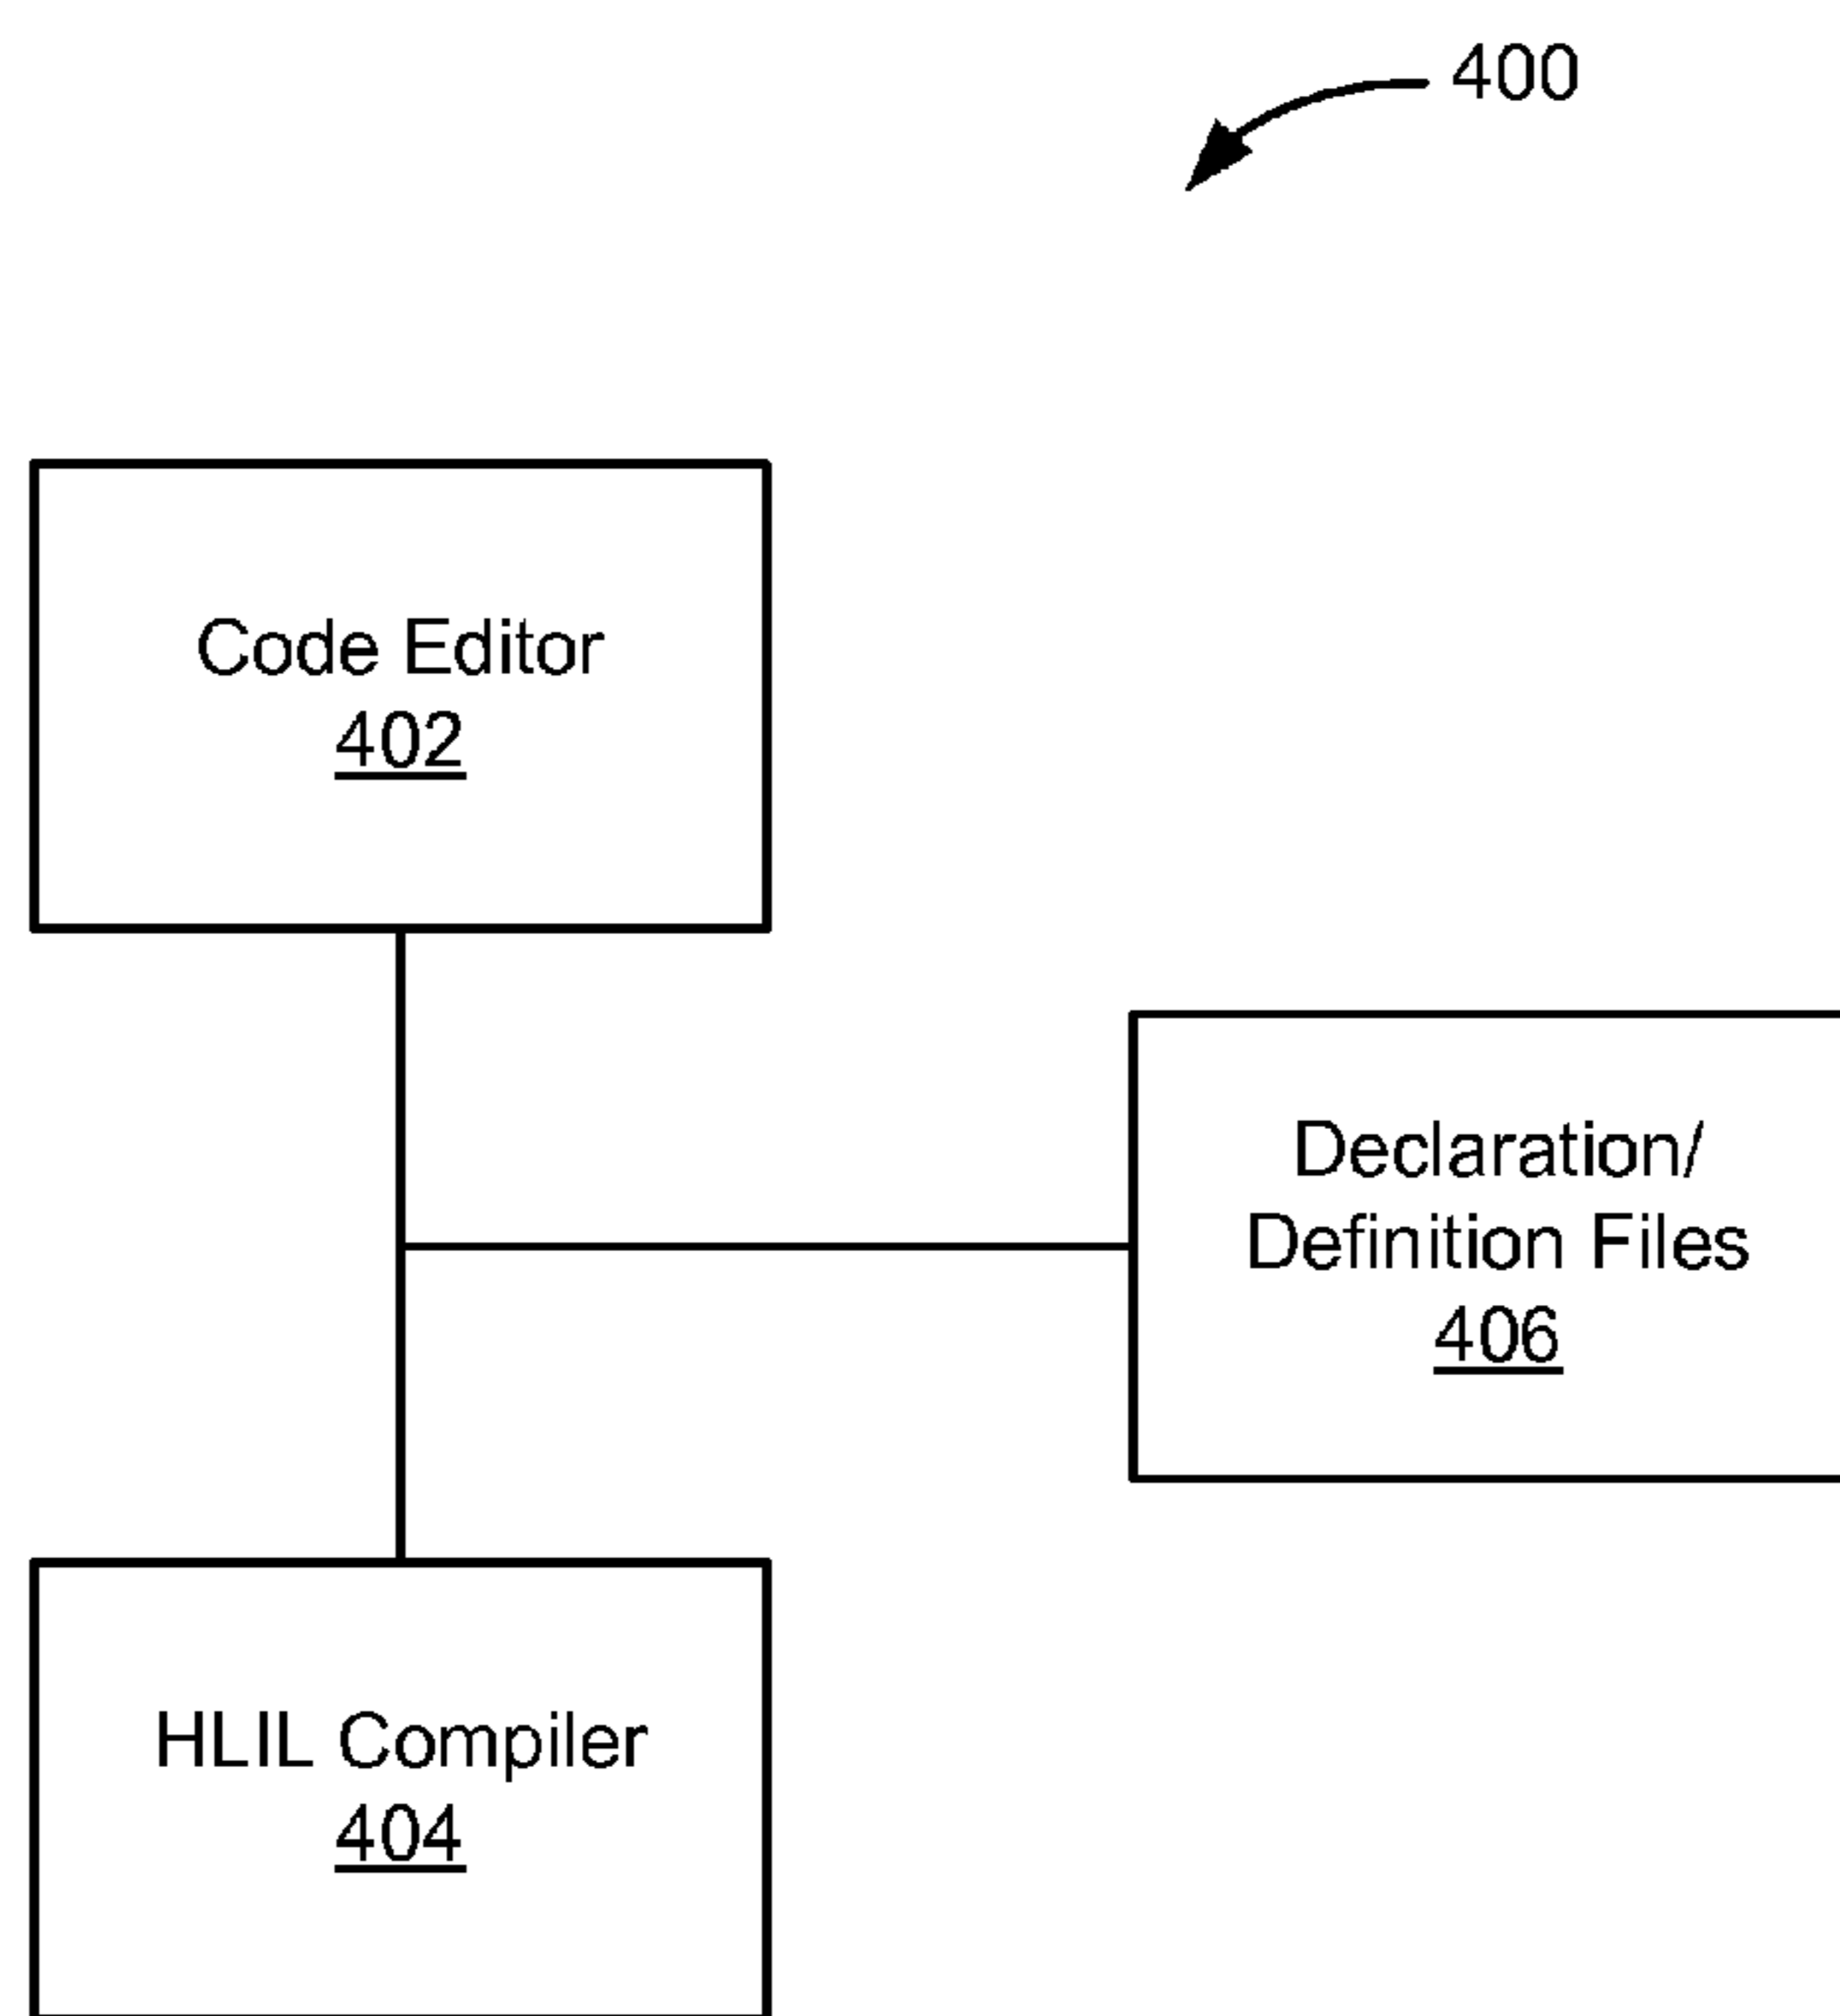 400
Code Editor
402
Declaration/
Definition Files
406
HLIL Compiler
404